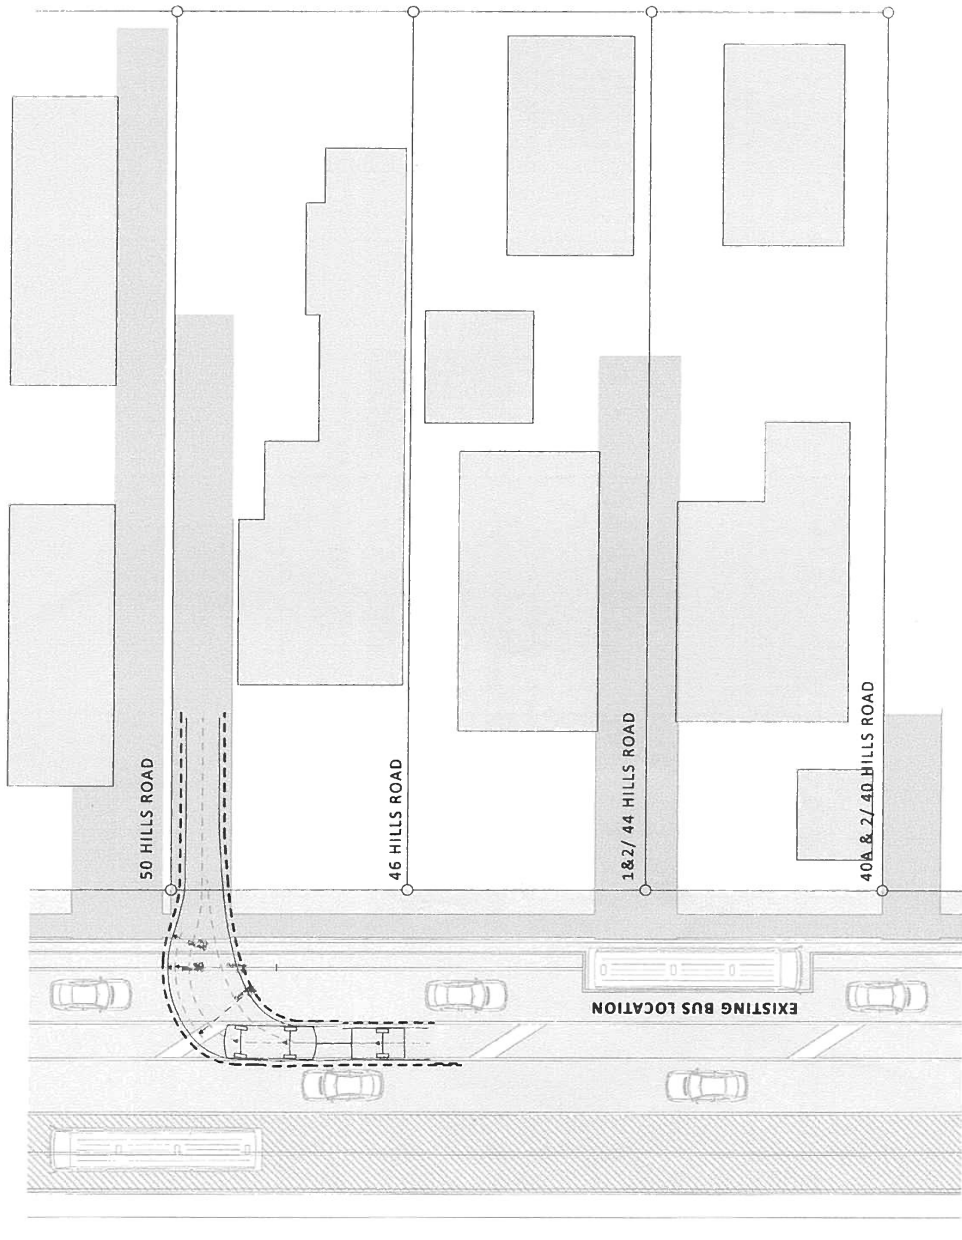 50 HILLS ROAD
46 HILLS ROAD
1&2/ 44 HILLS ROAD
40A & 2/ 40 HILLS ROAD
EXISTING BUS LOCATION